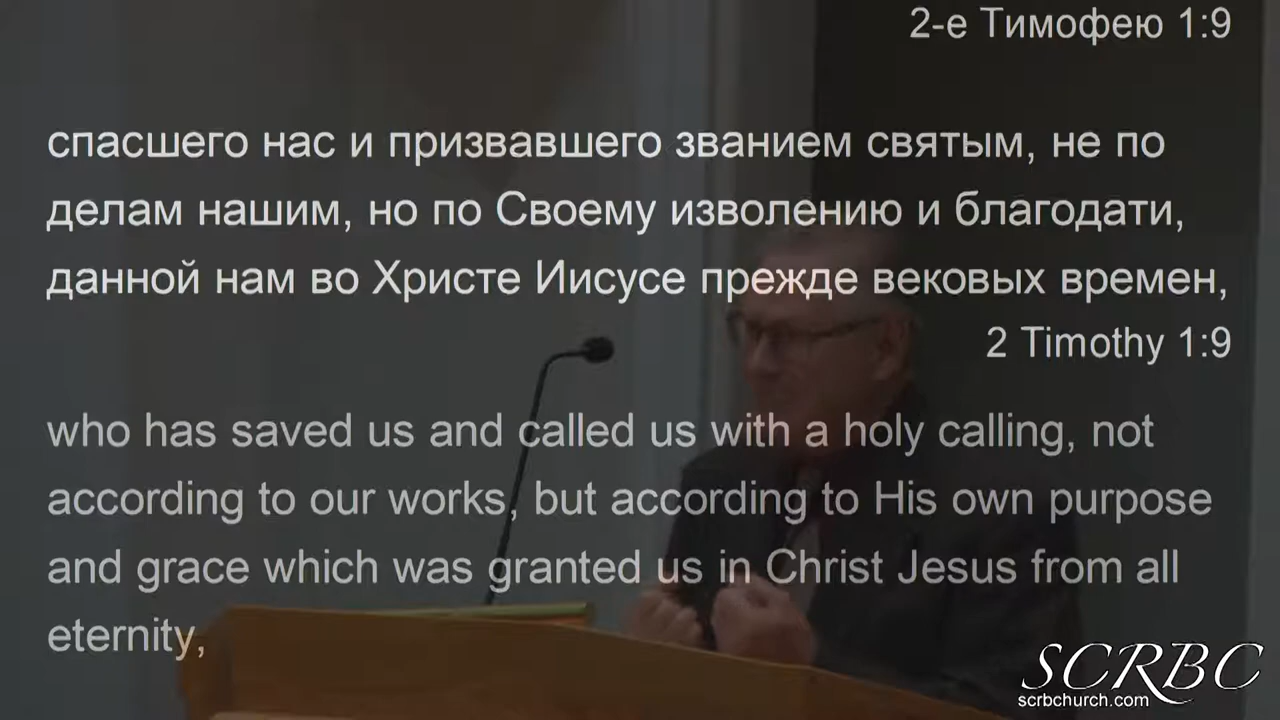 2-е Тимофею 1:9
спасшего нас и призвавшего званием святым, не по
делам нашим, но по Своему изволению и благодати,
данной нам во Христе Иисусе прежде вековых времен,
2 Timothy 1:9
who has saved us and called us with a holy calling, not
according to our works, but according to His own purpose
and grace which was granted us in Christ Jesus from all
eternity,
SCRBC
scrbchurch.com